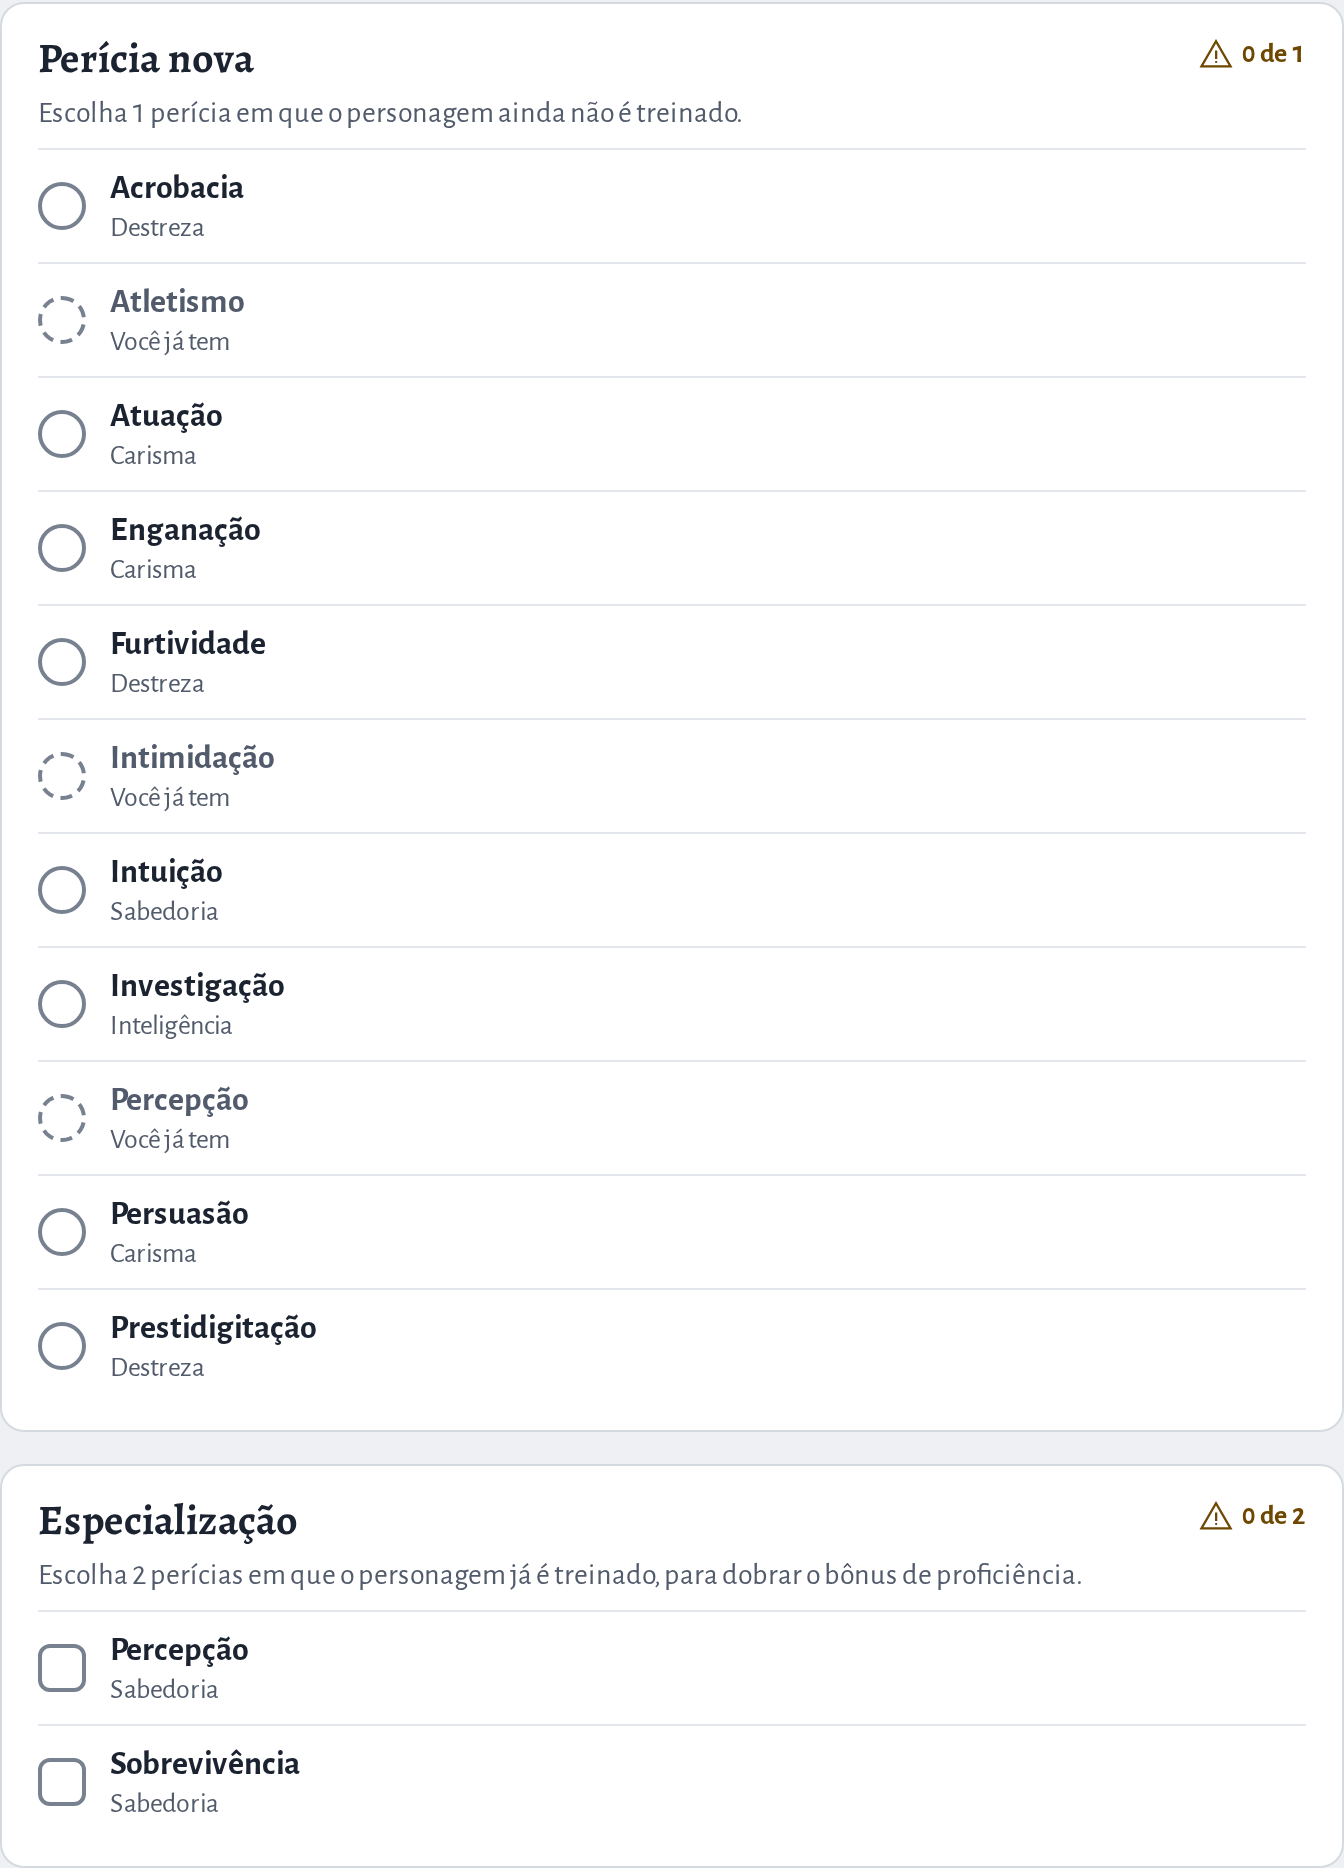 Perícia nova
0 de 1
Escolha 1 perícia em que o personagem ainda não é treinado.
Acrobacia
Destreza
Atletismo
Você já tem
Atuação
Carisma
Enganação
Carisma
Furtividade
Destreza
Intimidação
Você já tem
Intuição
Sabedoria
Investigação
Inteligência
Percepção
Você já tem
Persuasão
Carisma
Prestidigitação
Destreza
Especialização
0 de 2
Escolha 2 perícias em que o personagem já é treinado, para dobrar o bônus de proficiência.
Percepção
Sabedoria
Sobrevivência
Sabedoria